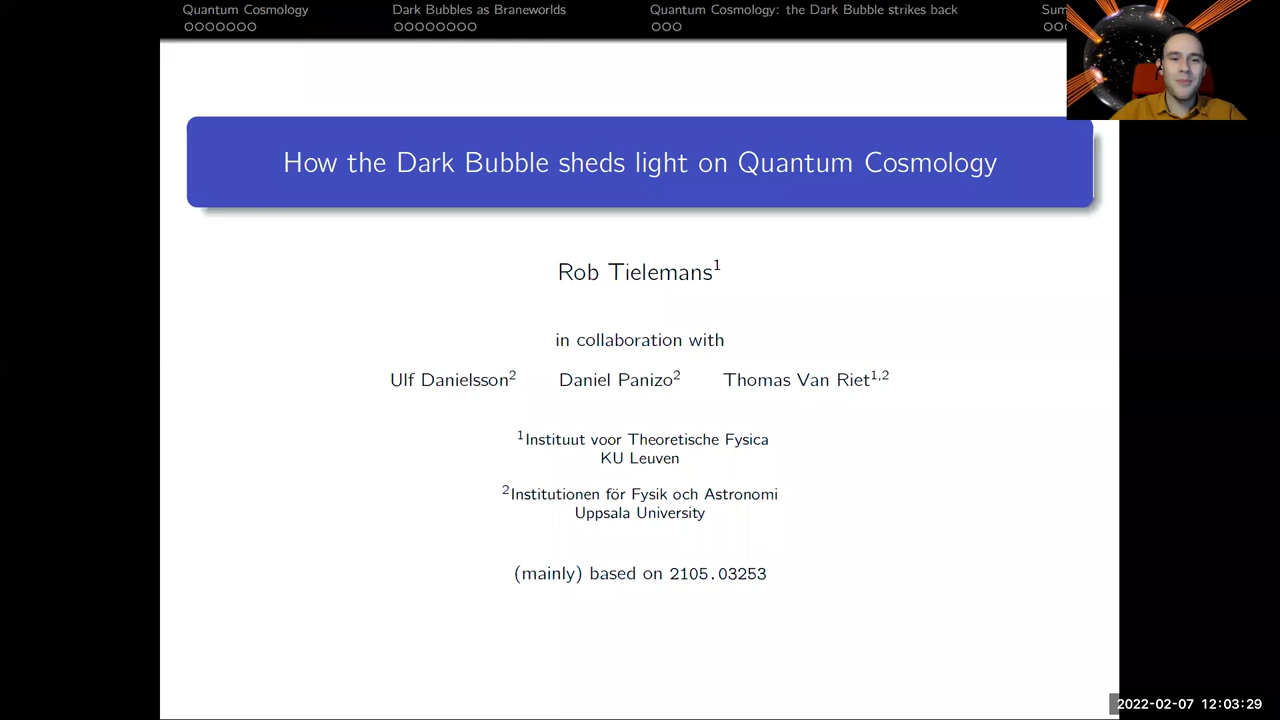 Quantum Cosmology
Dark Bubbles as Braneworlds
Quantum Cosmology: the Dark Bubble strikes back
Sum
How the Dark Bubble sheds light on Quantum Cosmology
Rob Tielemans¹
in collaboration with
Ulf Danielsson² Daniel Panizo² Thomas Van Riet¹,²
¹Instituut voor Theoretische Fysica
KU Leuven
²Institutionen för Fysik och Astronomi
Uppsala University
(mainly) based on 2105.03253
2022-02-07 12:03:29